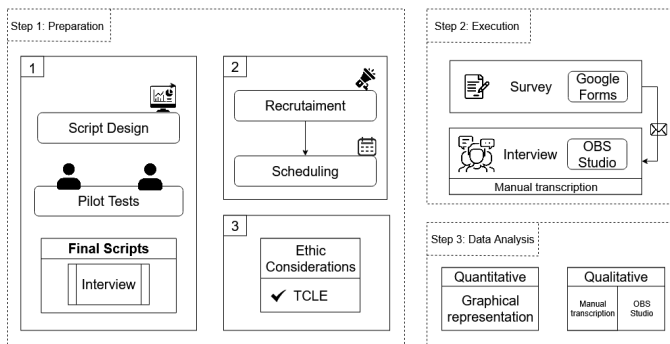 Step 1: Preparation
1
Script Design
Pilot Tests
Final Scripts
Interview
2
Recrutaiment
Scheduling
3
Ethic
Considerations
TCLE
Step 2: Execution
Survey
Google
Forms
Interview
OBS
Studio
Manual transcription
Step 3: Data Analysis
Quantitative
Graphical
representation
Qualitative
Manual
transcription
OBS
Studio